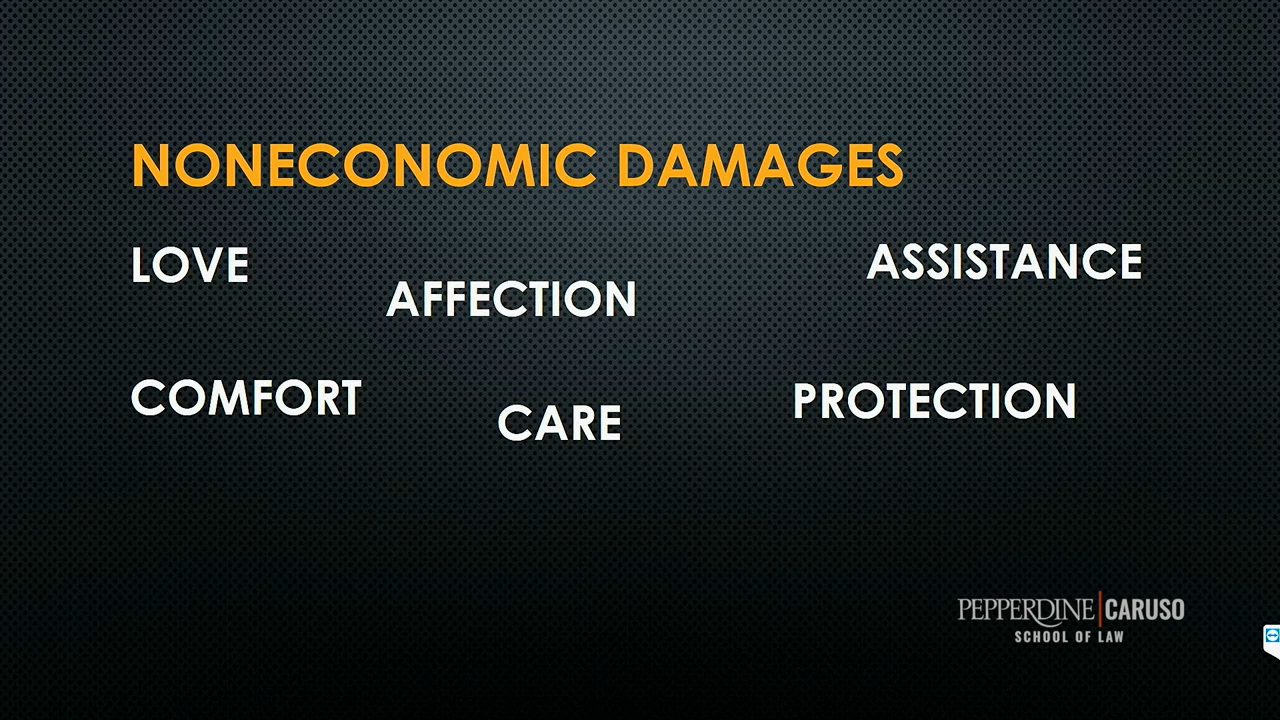 NONECONOMIC DAMAGES
LOVE
AFFECTION
ASSISTANCE
COMFORT
CARE
PROTECTION
PEPPERDINE | CARUSO
SCHOOL OF LAW